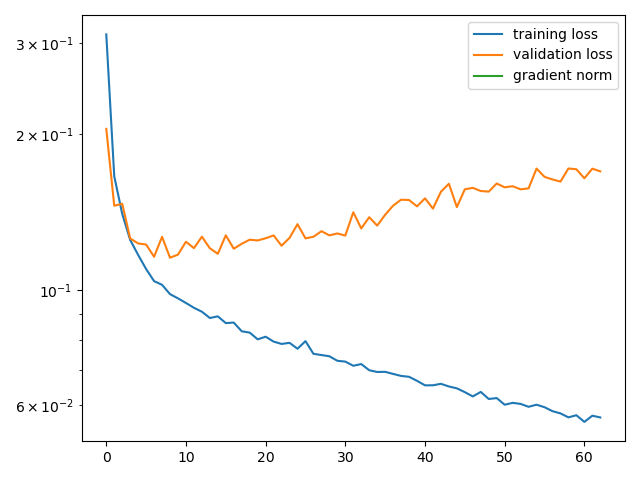 training loss
validation loss
gradient norm
3 × 10⁻¹
2 × 10⁻¹
10⁻¹
6 × 10⁻²
0 10 20 30 40 50 60